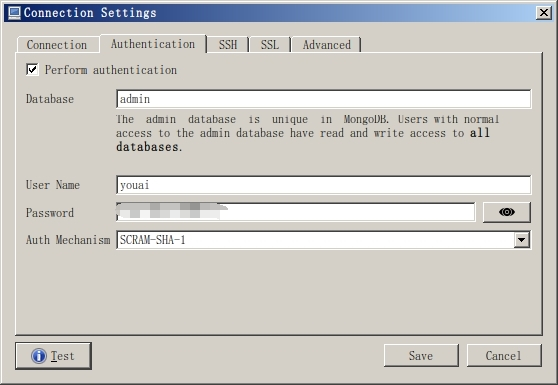 Connection Settings
Connection Authentication SSH SSL Advanced
Perform authentication
Database admin
The admin database is unique in MongoDB. Users with normal
access to the admin database have read and write access to all
databases.
User Name youai
Password
Auth Mechanism SCRAM-SHA-1
Test Save Cancel